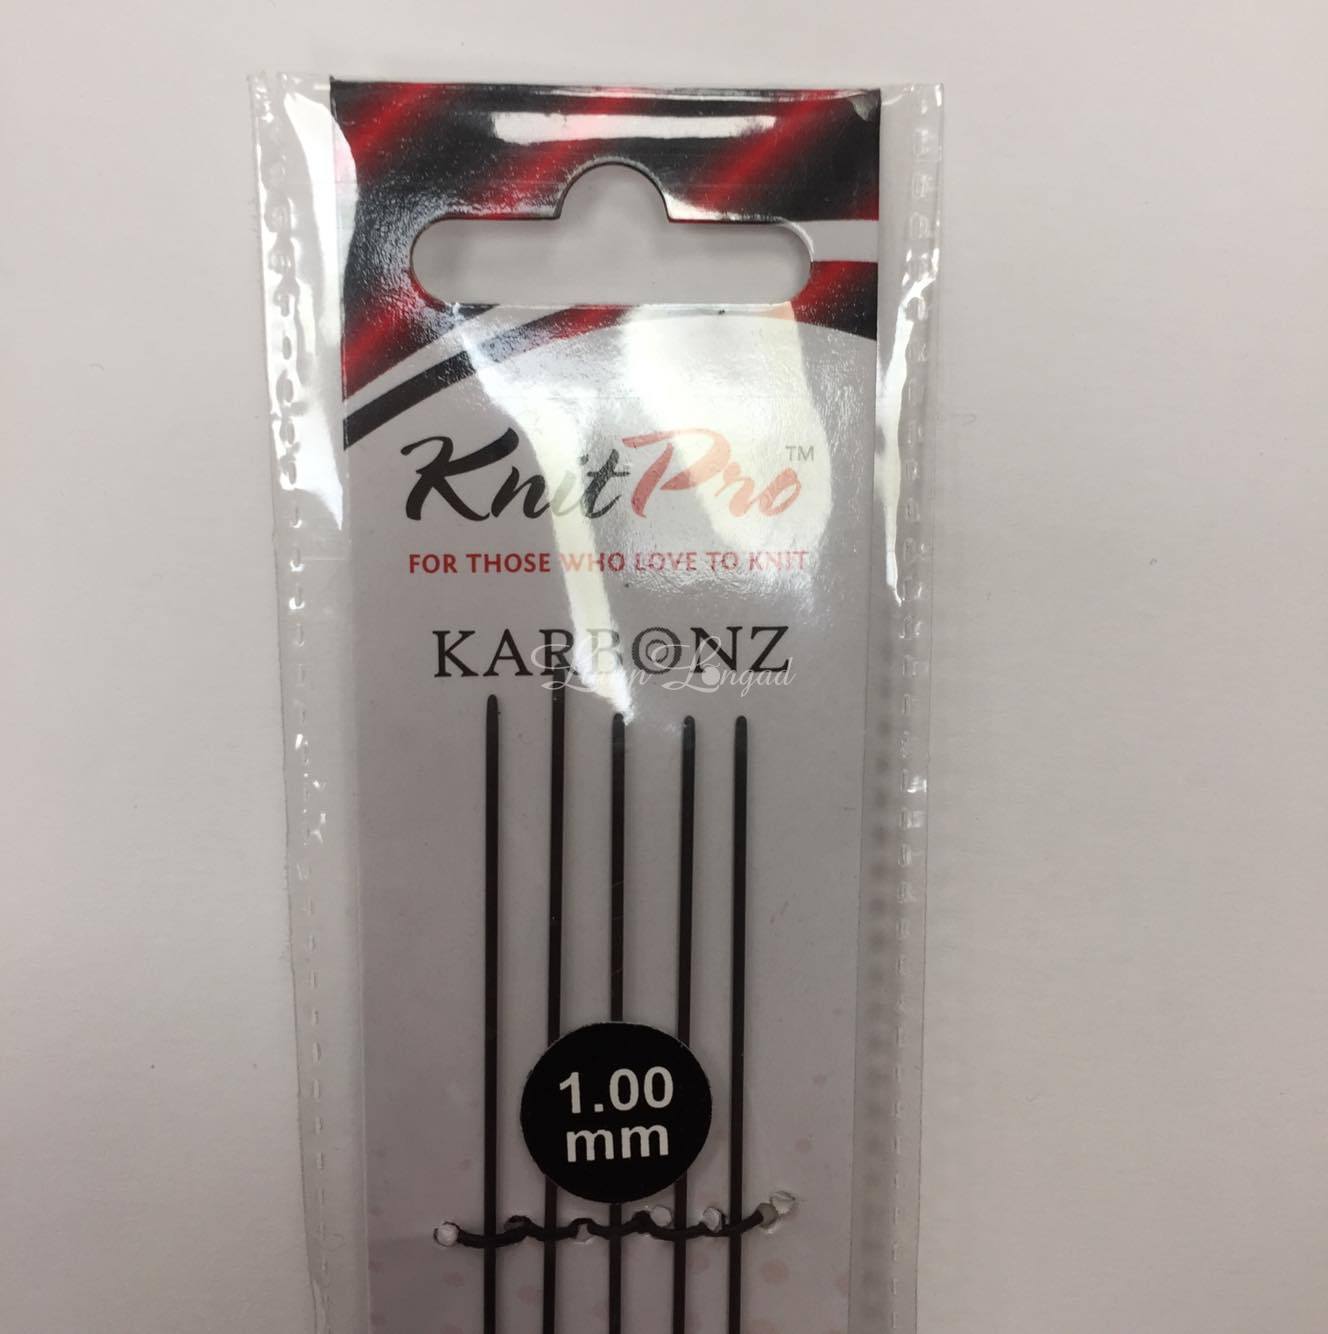 KnitPro™
FOR THOSE WHO LOVE TO KNIT
KARBONZ
1.00
mm